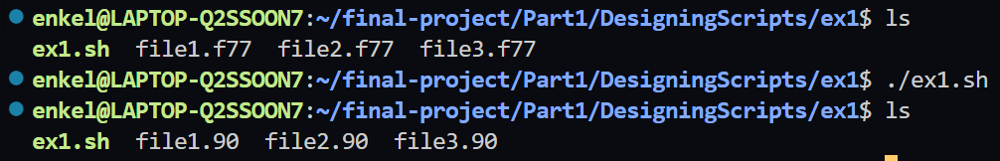 enkel@LAPTOP-Q2SSOON7:~/final-project/Part1/DesigningScripts/ex1$ ls
ex1.sh  file1.f77  file2.f77  file3.f77
enkel@LAPTOP-Q2SSOON7:~/final-project/Part1/DesigningScripts/ex1$ ./ex1.sh
enkel@LAPTOP-Q2SSOON7:~/final-project/Part1/DesigningScripts/ex1$ ls
ex1.sh  file1.90  file2.90  file3.90